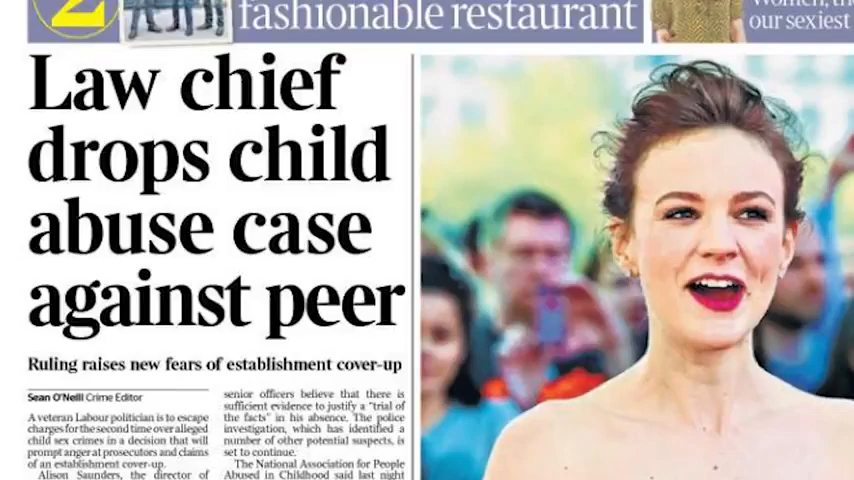 2
fashionable restaurant
our sexiest
Law chief
drops child
abuse case
against peer
Ruling raises new fears of establishment cover-up
Sean O'Neill Crime Editor
A veteran Labour politician is to escape
charges for the second time over alleged
child sex crimes in a decision that will
prompt anger at prosecutors and claims
of an establishment cover-up.
Alison Saunders, the director of
senior officers believe that there is
sufficient evidence to justify a "trial of
the facts" in his absence. The police
investigation, which has identified a
number of other potential suspects, is
set to continue.
The National Association for People
Abused in Childhood said last night